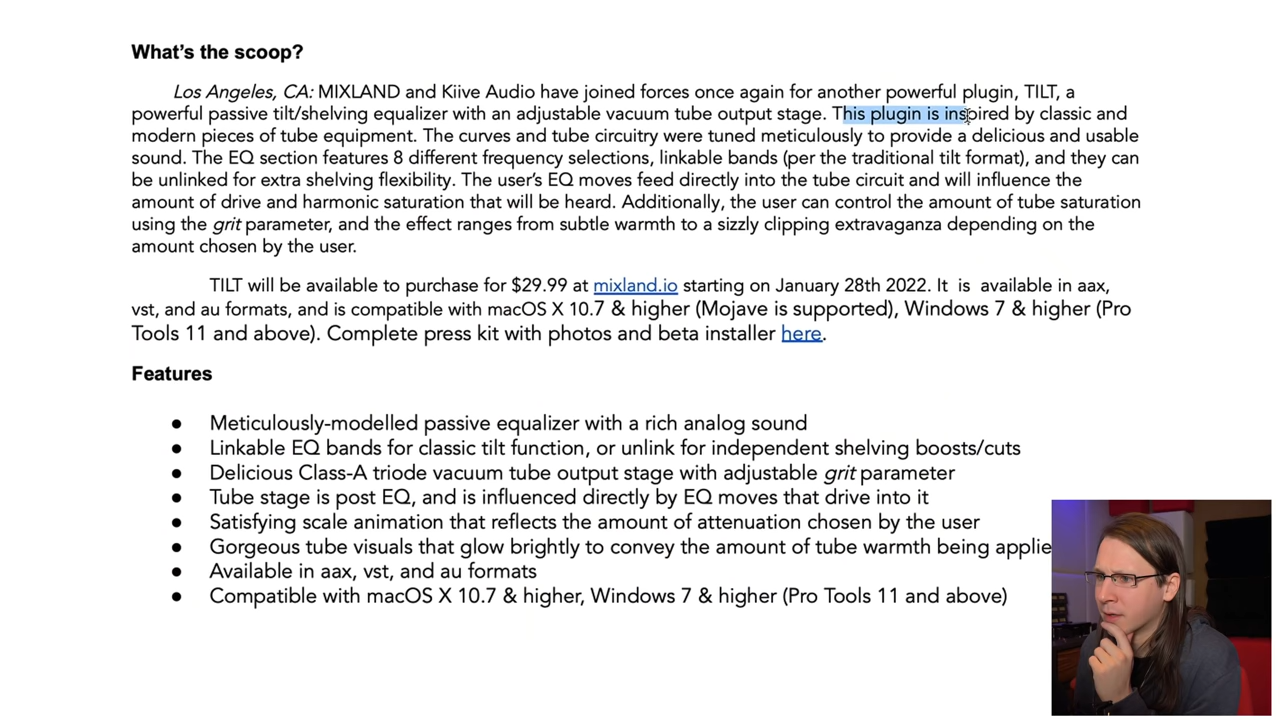 What's the scoop?
Los Angeles, CA: MIXLAND and Kiive Audio have joined forces once again for another powerful plugin, TILT, a
powerful passive tilt/shelving equalizer with an adjustable vacuum tube output stage. This plugin is inspired by classic and
modern pieces of tube equipment. The curves and tube circuitry were tuned meticulously to provide a delicious and usable
sound. The EQ section features 8 different frequency selections, linkable bands (per the traditional tilt format), and they can
be unlinked for extra shelving flexibility. The user's EQ moves feed directly into the tube circuit and will influence the
amount of drive and harmonic saturation that will be heard. Additionally, the user can control the amount of tube saturation
using the grit parameter, and the effect ranges from subtle warmth to a sizzly clipping extravaganza depending on the
amount chosen by the user.
TILT will be available to purchase for $29.99 at mixland.io starting on January 28th 2022. It is available in aax,
vst, and au formats, and is compatible with macOS X 10.7 & higher (Mojave is supported), Windows 7 & higher (Pro
Tools 11 and above). Complete press kit with photos and beta installer here.
Features
● Meticulously-modelled passive equalizer with a rich analog sound
● Linkable EQ bands for classic tilt function, or unlink for independent shelving boosts/cuts
● Delicious Class-A triode vacuum tube output stage with adjustable grit parameter
● Tube stage is post EQ, and is influenced directly by EQ moves that drive into it
● Satisfying scale animation that reflects the amount of attenuation chosen by the user
● Gorgeous tube visuals that glow brightly to convey the amount of tube warmth being applie
● Available in aax, vst, and au formats
● Compatible with macOS X 10.7 & higher, Windows 7 & higher (Pro Tools 11 and above)